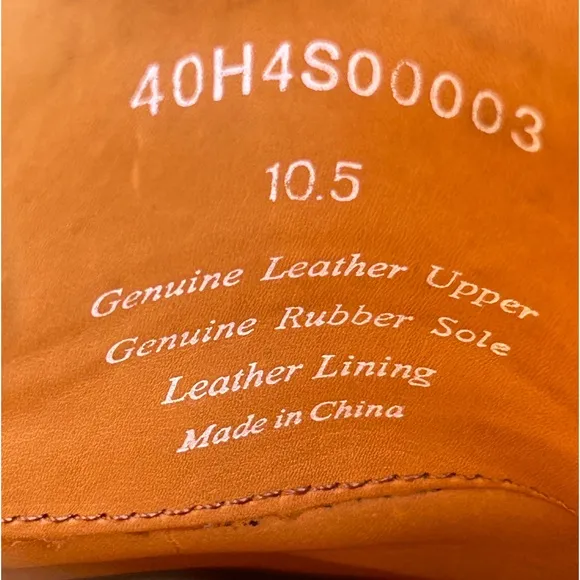 40H4S00003
10.5
Genuine Leather Upper
Genuine Rubber Sole
Leather Lining
Made in China